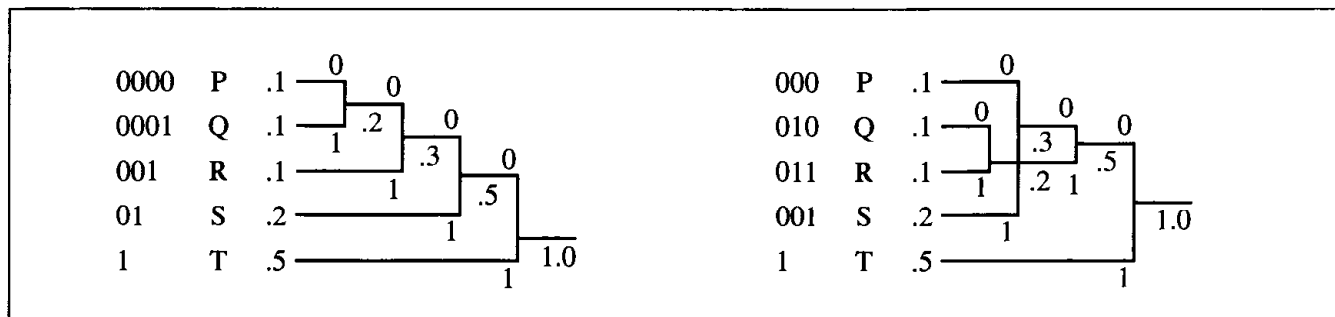 0 0
0000 P .1 0 000 P .1
0001 Q .1 .2 0 010 Q .1 0 0 0
1 .3 0 .3 .5
001 R .1 1 .5 011 R .1 1 .2 1
01 S .2 1 001 S .2 1 1.0
1 T .5 1 1.0 1 T .5 1